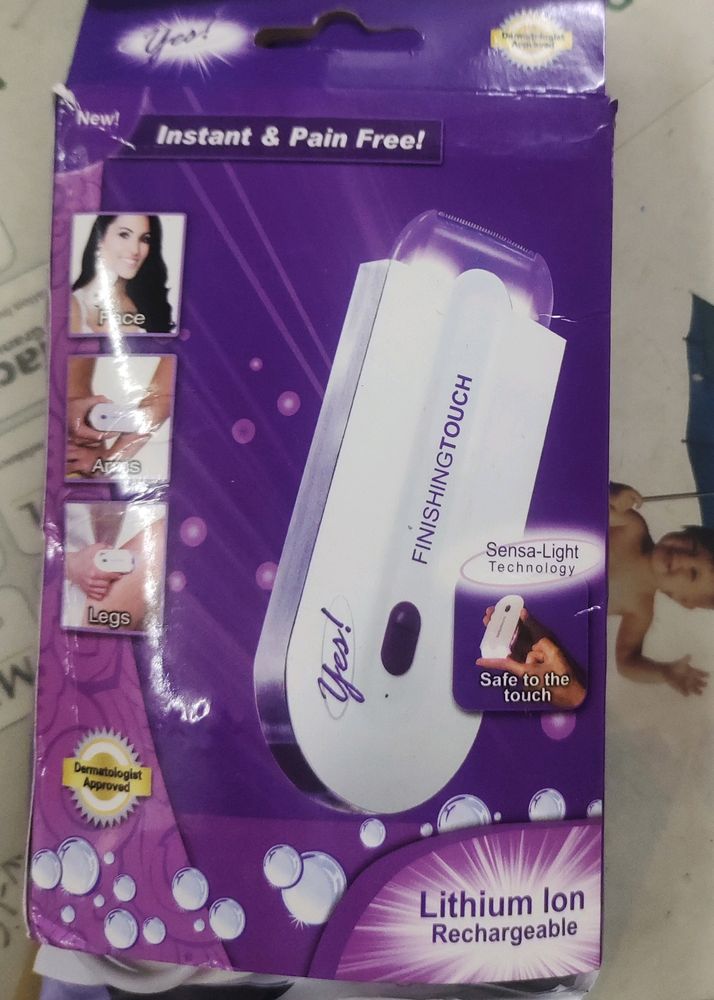 Yes!
Dermatologist
Approved
New!
Instant & Pain Free!
Face
Arms
Legs
FINISHINGTOUCH
Yes!
Sensa-Light
Technology
Safe to the
touch
Dermatologist
Approved
Lithium Ion
Rechargeable